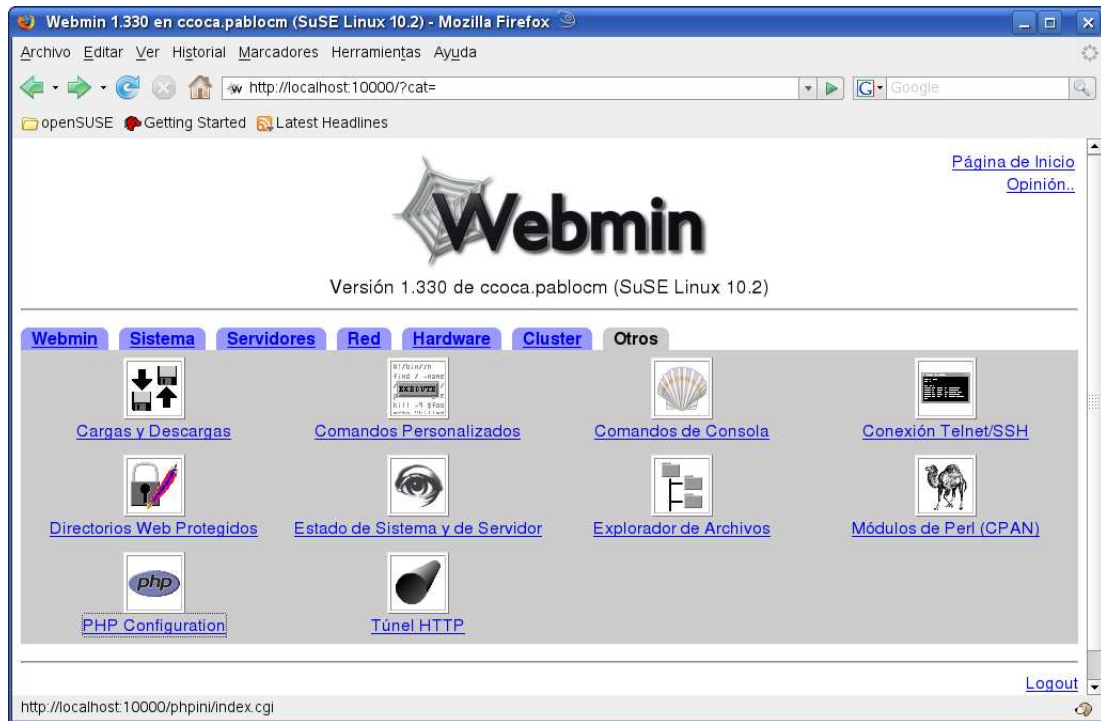 Webmin 1.330 en ccoca.pablocm (SuSE Linux 10.2) - Mozilla Firefox
Archivo Editar Ver Historial Marcadores Herramientas Ayuda
http://localhost:10000/?cat=
G Google
openSUSE Getting Started Latest Headlines
Página de Inicio
Opinión..
Webmin
Versión 1.330 de ccoca.pablocm (SuSE Linux 10.2)
Webmin Sistema Servidores Red Hardware Cluster Otros
EXECUTE
Cargas y Descargas Comandos Personalizados Comandos de Consola Conexión Telnet/SSH
Directorios Web Protegidos Estado de Sistema y de Servidor Explorador de Archivos Módulos de Perl (CPAN)
php
PHP Configuration Túnel HTTP
Logout
http://localhost:10000/phpini/index.cgi